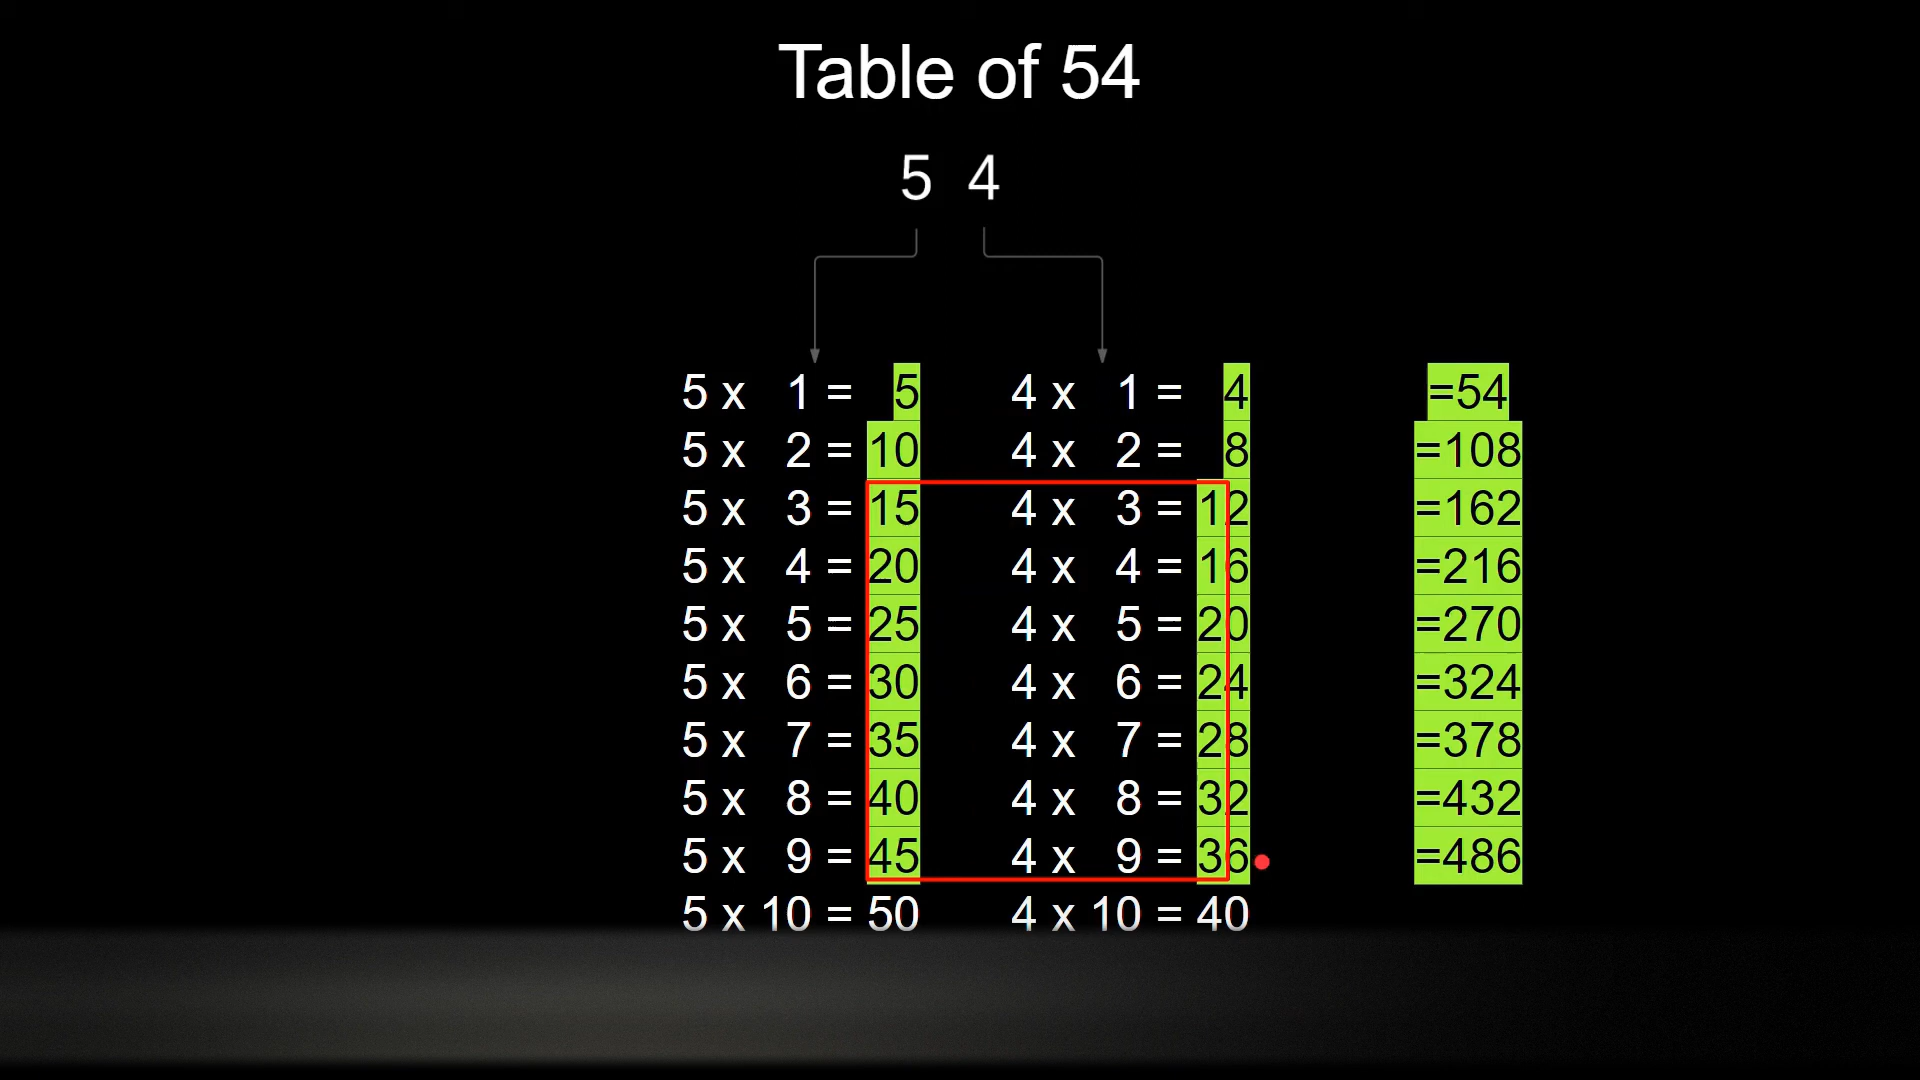 Table of 54
5 4
5 x 1 = 5 4 x 1 = 4 =54
5 x 2 = 10 4 x 2 = 8 =108
5 x 3 = 15 4 x 3 = 12 =162
5 x 4 = 20 4 x 4 = 16 =216
5 x 5 = 25 4 x 5 = 20 =270
5 x 6 = 30 4 x 6 = 24 =324
5 x 7 = 35 4 x 7 = 28 =378
5 x 8 = 40 4 x 8 = 32 =432
5 x 9 = 45 4 x 9 = 36 =486
5 x 10 = 50 4 x 10 = 40